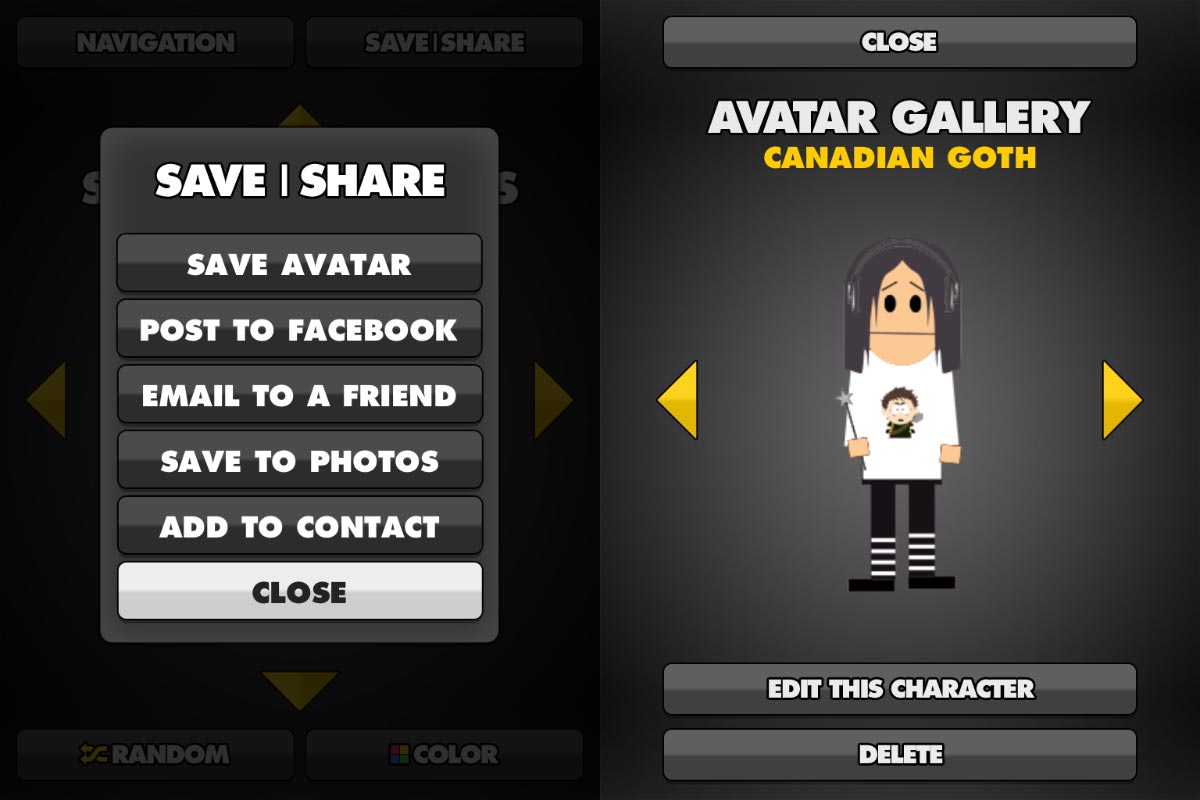 NAVIGATION
SAVE|SHARE
SAVE | SHARE
SAVE AVATAR
POST TO FACEBOOK
EMAIL TO A FRIEND
SAVE TO PHOTOS
ADD TO CONTACT
CLOSE
RANDOM
COLOR
CLOSE
AVATAR GALLERY
CANADIAN GOTH
EDIT THIS CHARACTER
DELETE